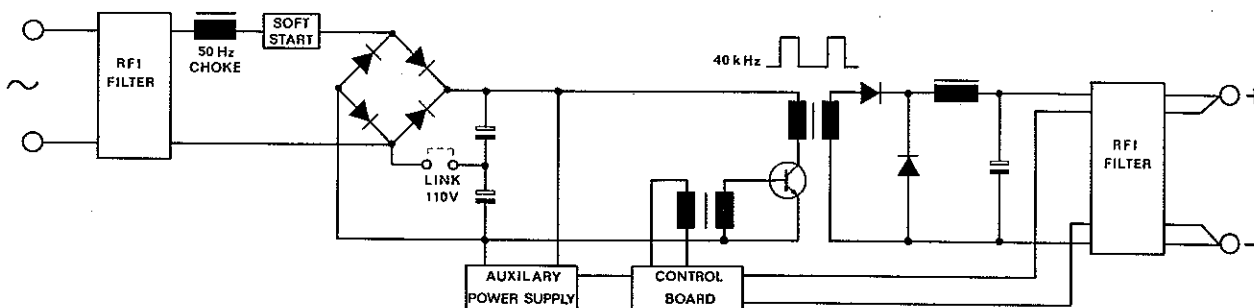 RFI
FILTER
50 Hz
CHOKE
SOFT
START
LINK
110V
40 kHz
AUXILARY
POWER SUPPLY
CONTROL
BOARD
RFI
FILTER
+
-